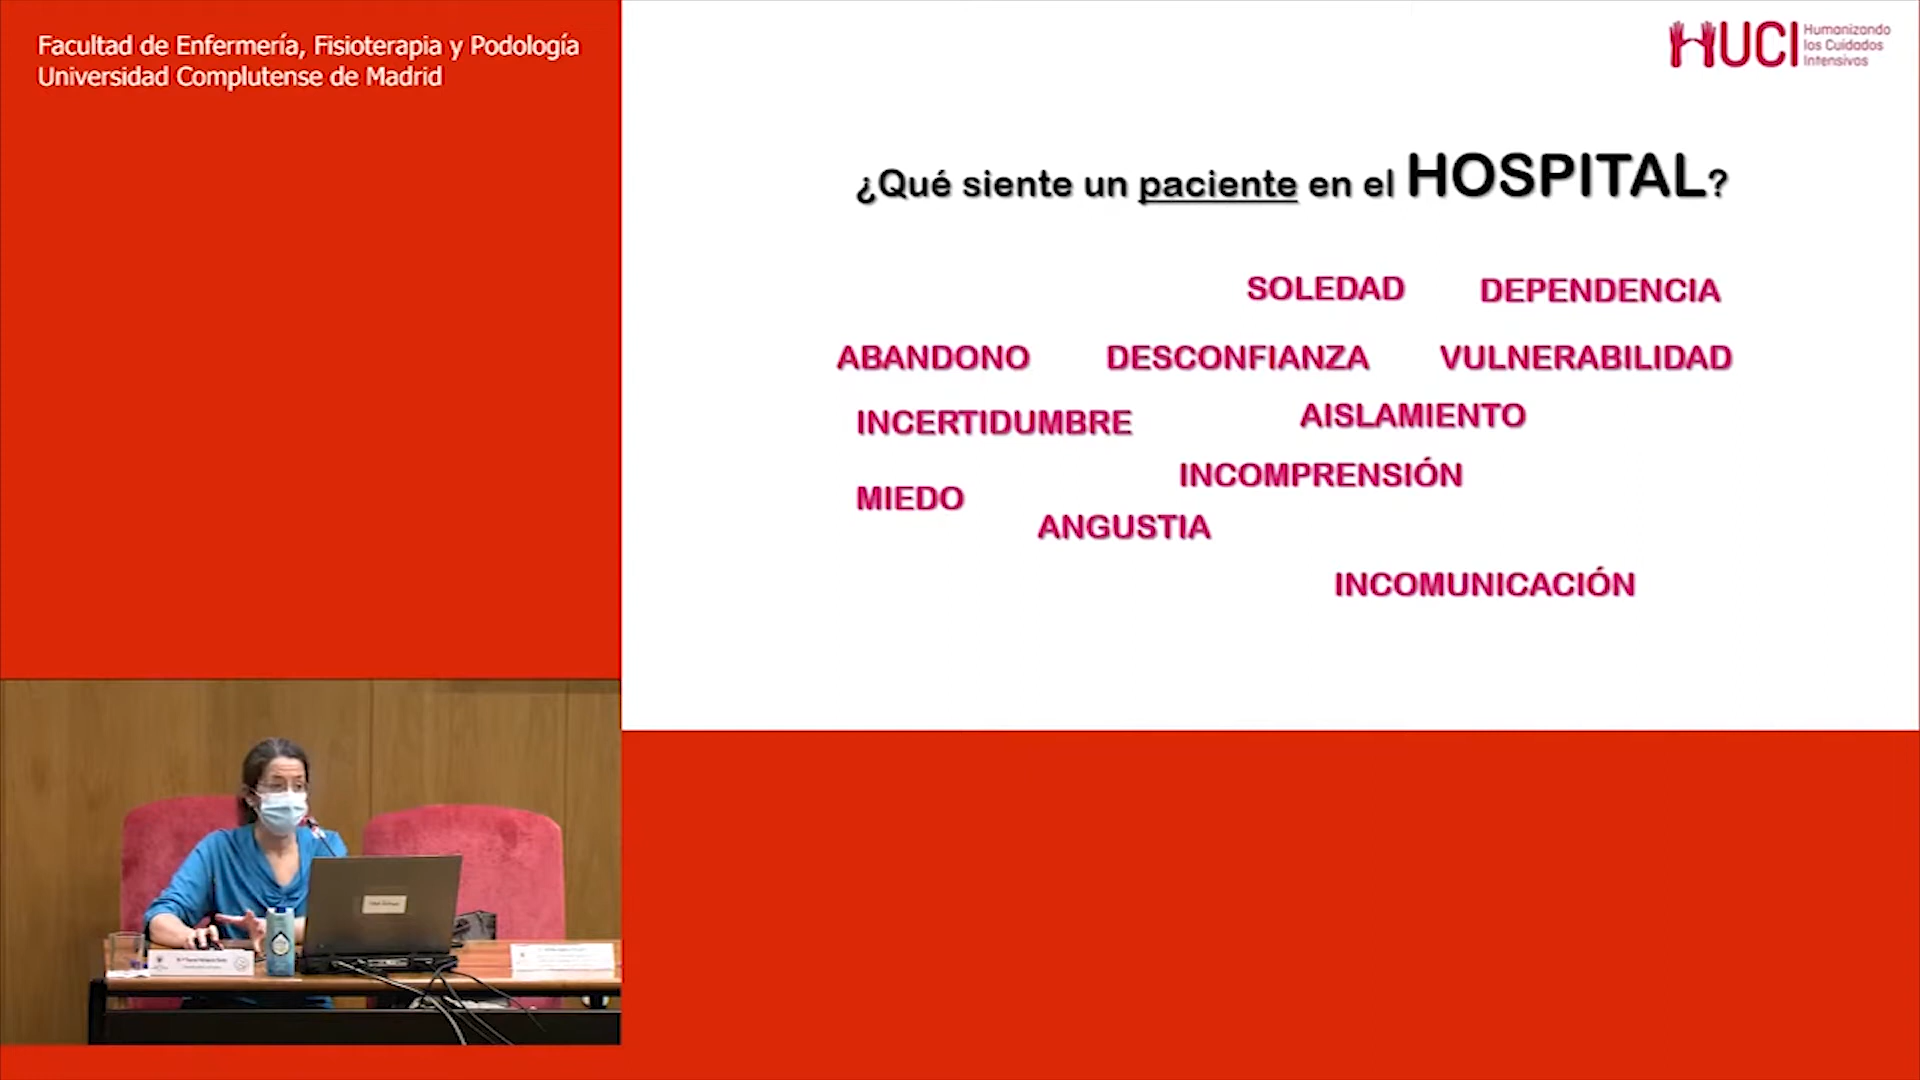 Facultad de Enfermería, Fisioterapia y Podología
Universidad Complutense de Madrid
HUCI
Humanizando
los Cuidados
Intensivos
¿Qué siente un paciente en el HOSPITAL?
SOLEDAD DEPENDENCIA
ABANDONO DESCONFIANZA VULNERABILIDAD
INCERTIDUMBRE AISLAMIENTO
INCOMPRENSIÓN
MIEDO
ANGUSTIA
INCOMUNICACIÓN